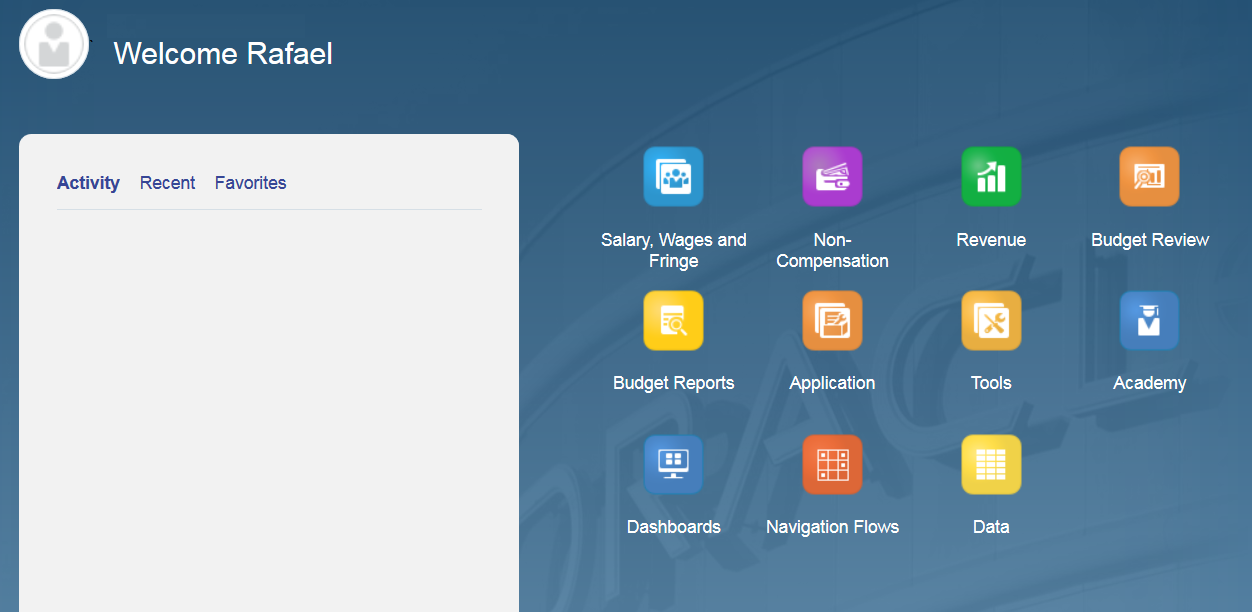 Welcome Rafael
Activity Recent Favorites
Salary, Wages and
Fringe
Non-
Compensation
Revenue
Budget Review
Budget Reports
Application
Tools
Academy
Dashboards
Navigation Flows
Data
ORACL